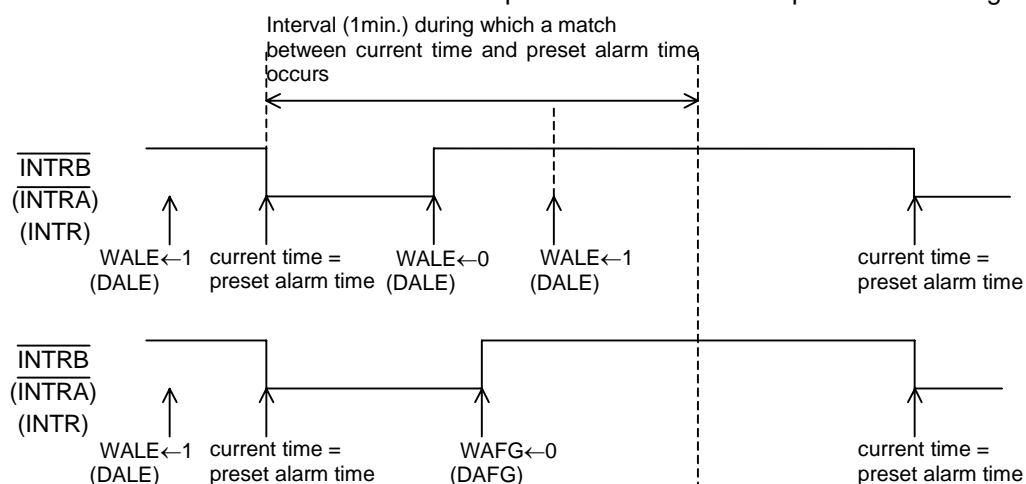 Interval (1min.) during which a match
between current time and preset alarm time
occurs
INTRB
(INTRA)
(INTR)
WALE←1
(DALE)
current time =
preset alarm time
WALE←0
(DALE)
WALE←1
(DALE)
current time =
preset alarm time
INTRB
(INTRA)
(INTR)
WALE←1
(DALE)
current time =
preset alarm time
WAFG←0
(DAFG)
current time =
preset alarm time